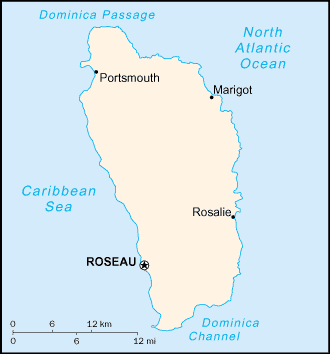 Dominica Passage
North
Atlantic
Ocean
Portsmouth
Marigot
Caribbean
Sea
Rosalie
ROSEAU
Dominica
Channel
0 6 12 km
0 6 12 mi